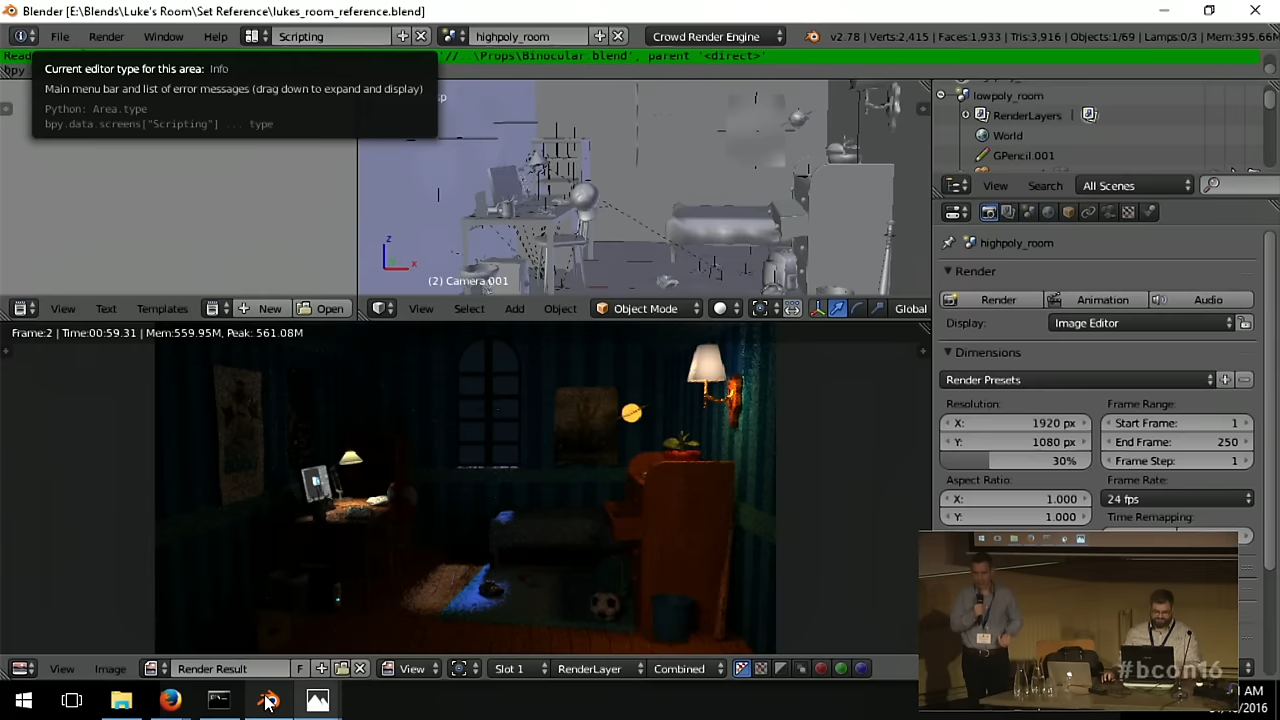 Blender [E:\Blends\Luke's Room\Set Reference\lukes_room_reference.blend]
File Render Window Help Scripting highpoly_room Crowd Render Engine v2.78 | Verts:2,415 | Faces:1,933 | Tris:3,916 | Objects:1/69 | Lamps:0/3 | Mem:395.66M
Read '//..\Props\Binocular.blend', parent '<direct>'
bpy
Current editor type for this area: Info
Main menu bar and list of error messages (drag down to expand and display)
Python: Area.type
bpy.data.screens["Scripting"] ... type
sp
lowpoly_room
RenderLayers |
World
GPencil.001
View Search All Scenes
highpoly_room
Render
Render Animation Audio
Display: Image Editor
Dimensions
Render Presets
Resolution: Frame Range:
X: 1920 px Start Frame: 1
Y: 1080 px End Frame: 250
30% Frame Step: 1
Aspect Ratio: Frame Rate:
X: 1.000 24 fps
Y: 1.000 Time Remapping:
z
x
(2) Camera.001
View Text Templates New Open View Select Add Object Object Mode Global
Frame:2 | Time:00:59.31 | Mem:559.95M, Peak: 561.08M
View Image Render Result F View Slot 1 RenderLayer Combined
#bcon16
1 AM
2016